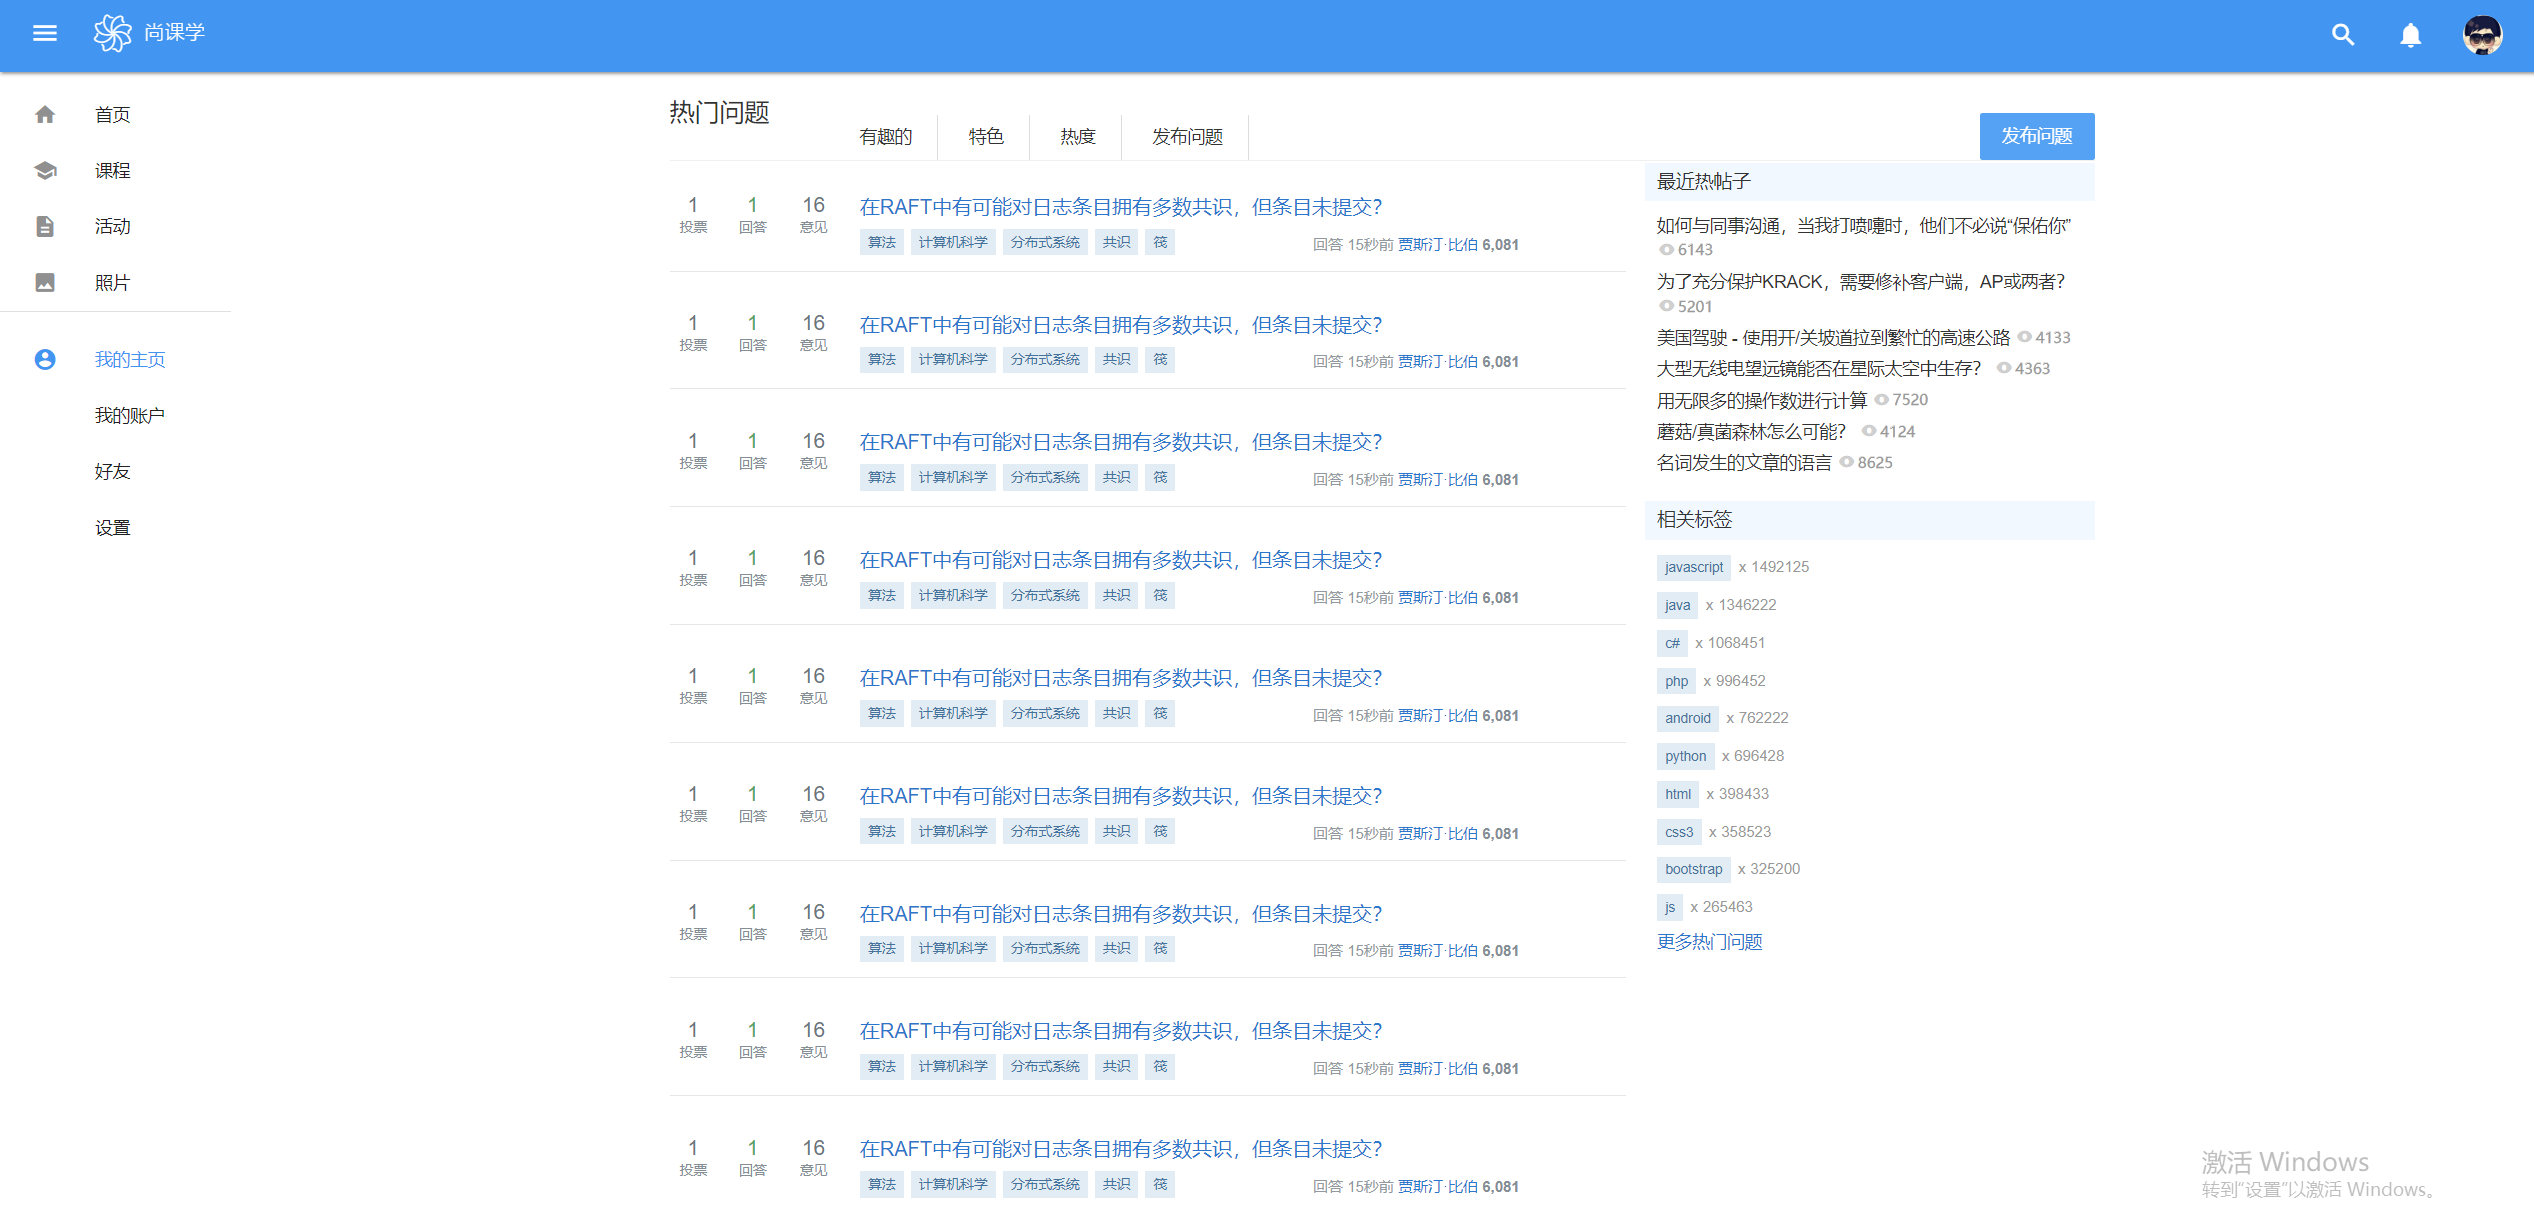 尚课学
首页
课程
活动
照片
我的主页
我的账户
好友
设置
热门问题
有趣的 特色 热度 发布问题
发布问题
1 1 16 在RAFT中有可能对日志条目拥有多数共识，但条目未提交？
投票 回答 意见
算法 计算机科学 分布式系统 共识 筏 回答 15秒前 贾斯汀·比伯 6,081
1 1 16 在RAFT中有可能对日志条目拥有多数共识，但条目未提交？
投票 回答 意见
算法 计算机科学 分布式系统 共识 筏 回答 15秒前 贾斯汀·比伯 6,081
1 1 16 在RAFT中有可能对日志条目拥有多数共识，但条目未提交？
投票 回答 意见
算法 计算机科学 分布式系统 共识 筏 回答 15秒前 贾斯汀·比伯 6,081
1 1 16 在RAFT中有可能对日志条目拥有多数共识，但条目未提交？
投票 回答 意见
算法 计算机科学 分布式系统 共识 筏 回答 15秒前 贾斯汀·比伯 6,081
1 1 16 在RAFT中有可能对日志条目拥有多数共识，但条目未提交？
投票 回答 意见
算法 计算机科学 分布式系统 共识 筏 回答 15秒前 贾斯汀·比伯 6,081
1 1 16 在RAFT中有可能对日志条目拥有多数共识，但条目未提交？
投票 回答 意见
算法 计算机科学 分布式系统 共识 筏 回答 15秒前 贾斯汀·比伯 6,081
1 1 16 在RAFT中有可能对日志条目拥有多数共识，但条目未提交？
投票 回答 意见
算法 计算机科学 分布式系统 共识 筏 回答 15秒前 贾斯汀·比伯 6,081
1 1 16 在RAFT中有可能对日志条目拥有多数共识，但条目未提交？
投票 回答 意见
算法 计算机科学 分布式系统 共识 筏 回答 15秒前 贾斯汀·比伯 6,081
1 1 16 在RAFT中有可能对日志条目拥有多数共识，但条目未提交？
投票 回答 意见
算法 计算机科学 分布式系统 共识 筏 回答 15秒前 贾斯汀·比伯 6,081
最近热帖子
如何与同事沟通，当我打喷嚏时，他们不必说“保佑你”
6143
为了充分保护KRACK，需要修补客户端，AP或两者？
5201
美国驾驶 - 使用开/关坡道拉到繁忙的高速公路 4133
大型无线电望远镜能否在星际太空中生存？ 4363
用无限多的操作数进行计算 7520
蘑菇/真菌森林怎么可能？ 4124
名词发生的文章的语言 8625
相关标签
javascript x 1492125
java x 1346222
c# x 1068451
php x 996452
android x 762222
python x 696428
html x 398433
css3 x 358523
bootstrap x 325200
js x 265463
更多热门问题
激活 Windows
转到“设置”以激活 Windows。